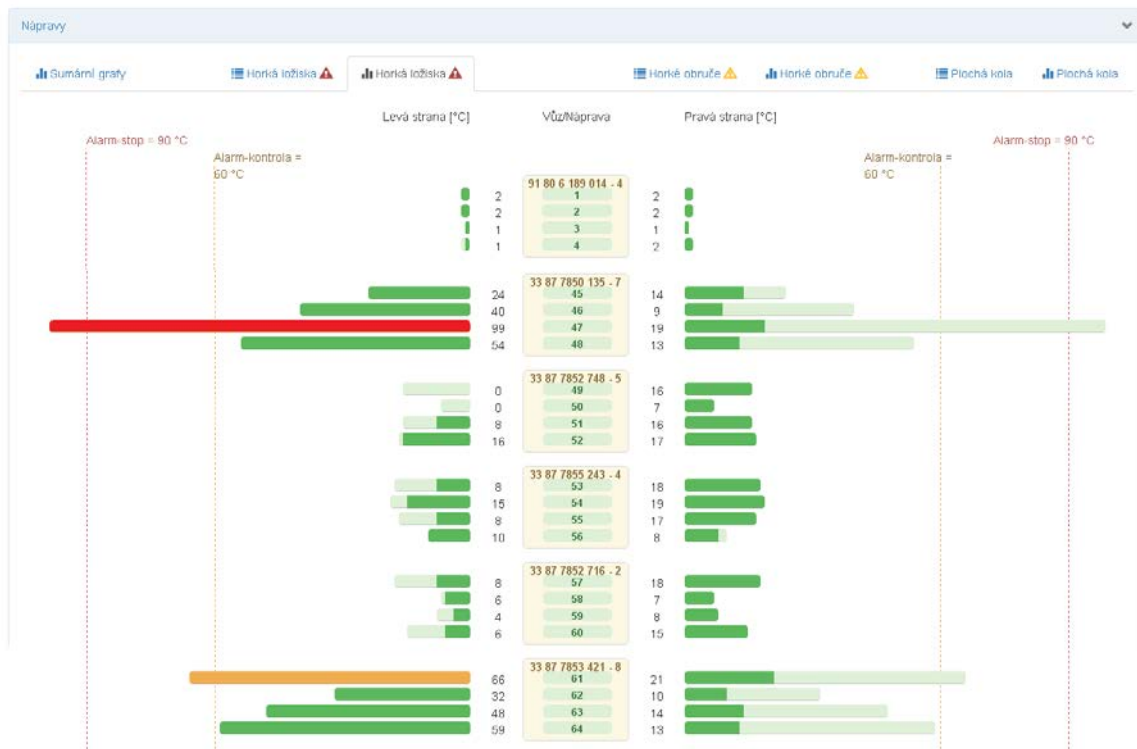 Nápravy
Sumární grafy Horká ložiska Horká ložiska Horké obruče Horké obruče Plochá kola Plochá kola
Levá strana [°C] Vůz/Náprava Pravá strana [°C]
Alarm-stop = 90 °C Alarm-stop = 90 °C
Alarm-kontrola = 60 °C Alarm-kontrola = 60 °C
91 80 6 189 014 - 4
2 1 2
2 2 2
1 3 1
1 4 2
33 87 7850 135 - 7
24 45 14
40 46 9
99 47 19
54 48 13
33 87 7852 748 - 5
0 49 16
0 50 7
8 51 16
16 52 17
33 87 7855 243 - 4
8 53 18
15 54 19
8 55 17
10 56 8
33 87 7852 716 - 2
8 57 18
6 58 7
4 59 8
6 60 15
33 87 7853 421 - 8
66 61 21
32 62 10
48 63 14
59 64 13